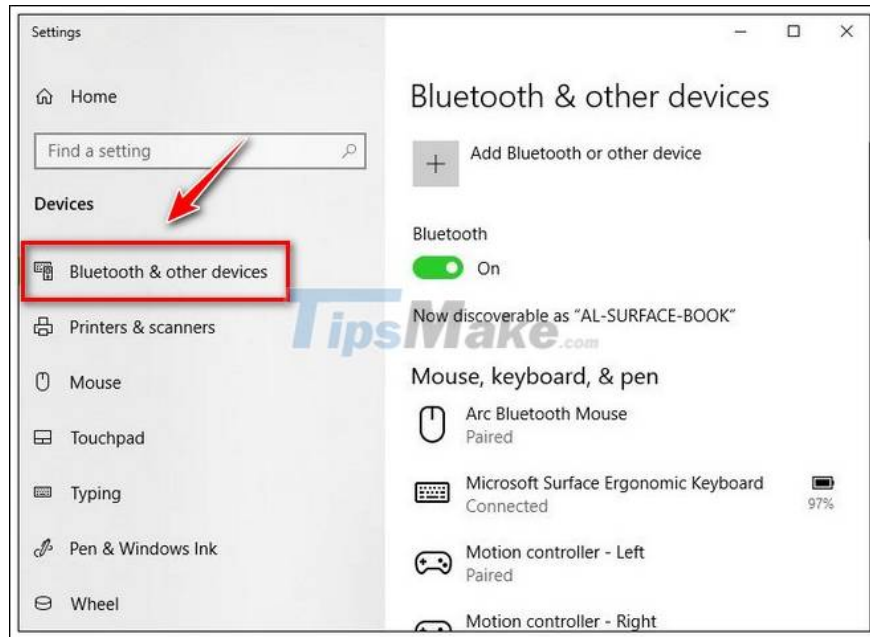 Settings
Home
Find a setting
Devices
Bluetooth & other devices
Printers & scanners
Mouse
Touchpad
Typing
Pen & Windows Ink
Wheel
Bluetooth & other devices
Add Bluetooth or other device
Bluetooth
On
Now discoverable as “AL-SURFACE-BOOK”
TipsMake.com
Mouse, keyboard, & pen
Arc Bluetooth Mouse
Paired
Microsoft Surface Ergonomic Keyboard
Connected
97%
Motion controller - Left
Paired
Motion controller - Right